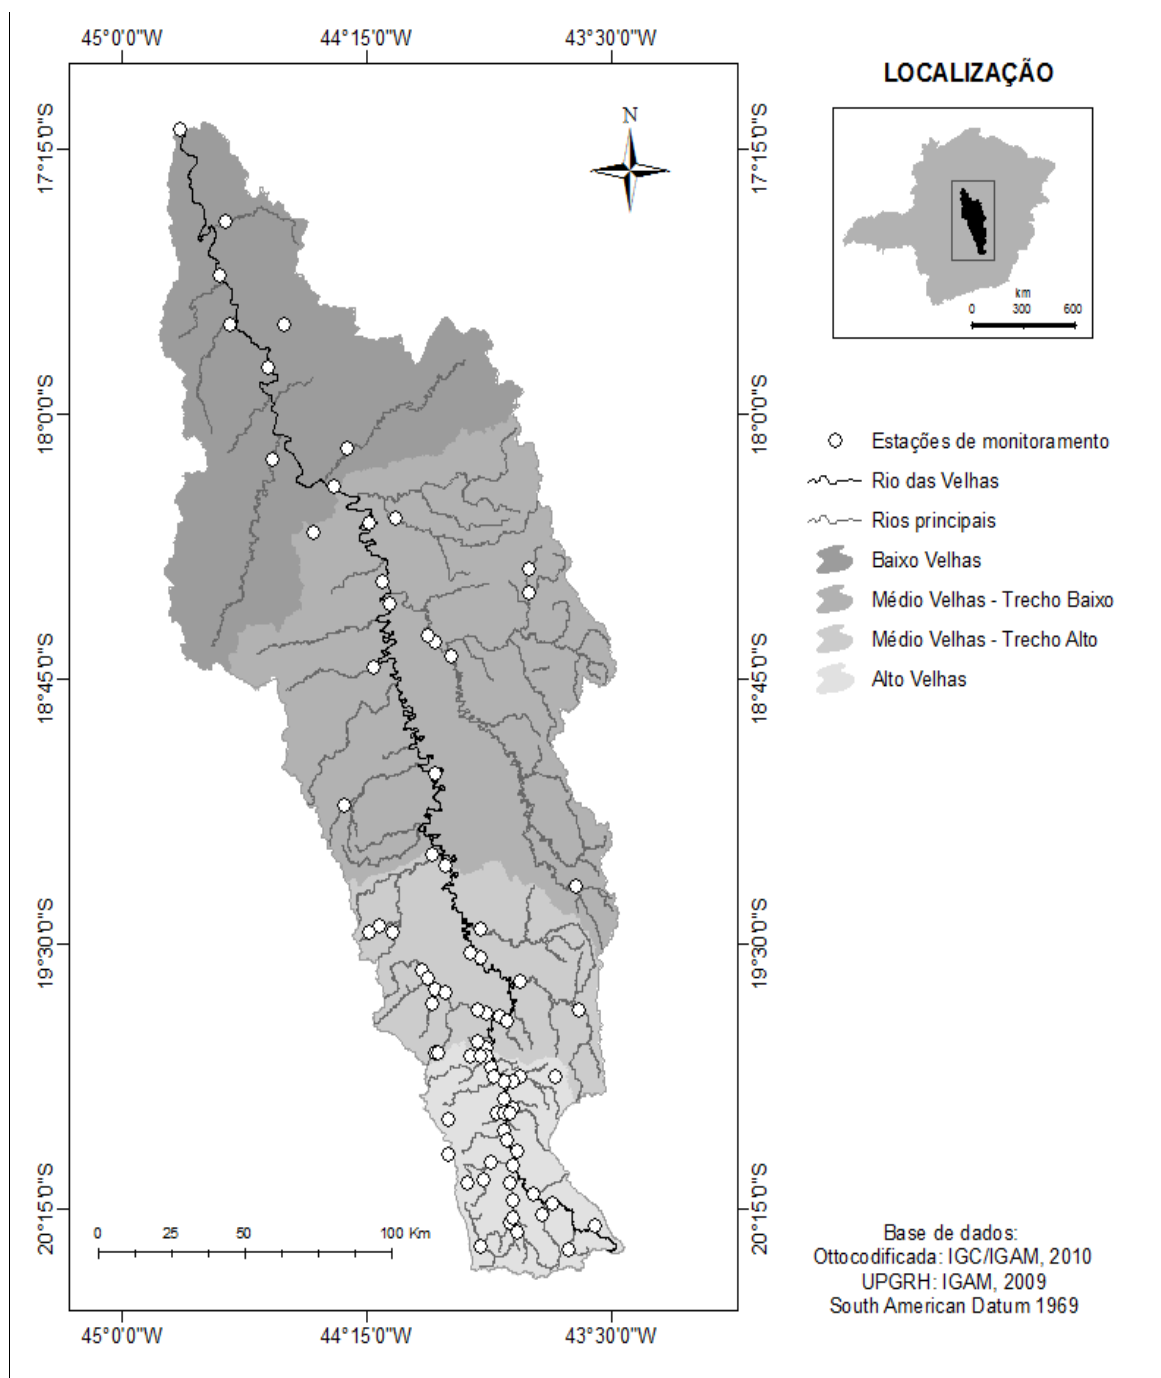 45°0'0"W 44°15'0"W 43°30'0"W
LOCALIZAÇÃO
N
17°15'0"S
17°15'0"S
km
0 300 600
18°0'0"S
18°0'0"S
Estações de monitoramento
Rio das Velhas
Rios principais
Baixo Velhas
Médio Velhas - Trecho Baixo
Médio Velhas - Trecho Alto
Alto Velhas
18°45'0"S
18°45'0"S
19°30'0"S
19°30'0"S
20°15'0"S
20°15'0"S
0 25 50 100 Km
Base de dados:
Ottocodificada: IGC/IGAM, 2010
UPGRH: IGAM, 2009
South American Datum 1969
45°0'0"W 44°15'0"W 43°30'0"W